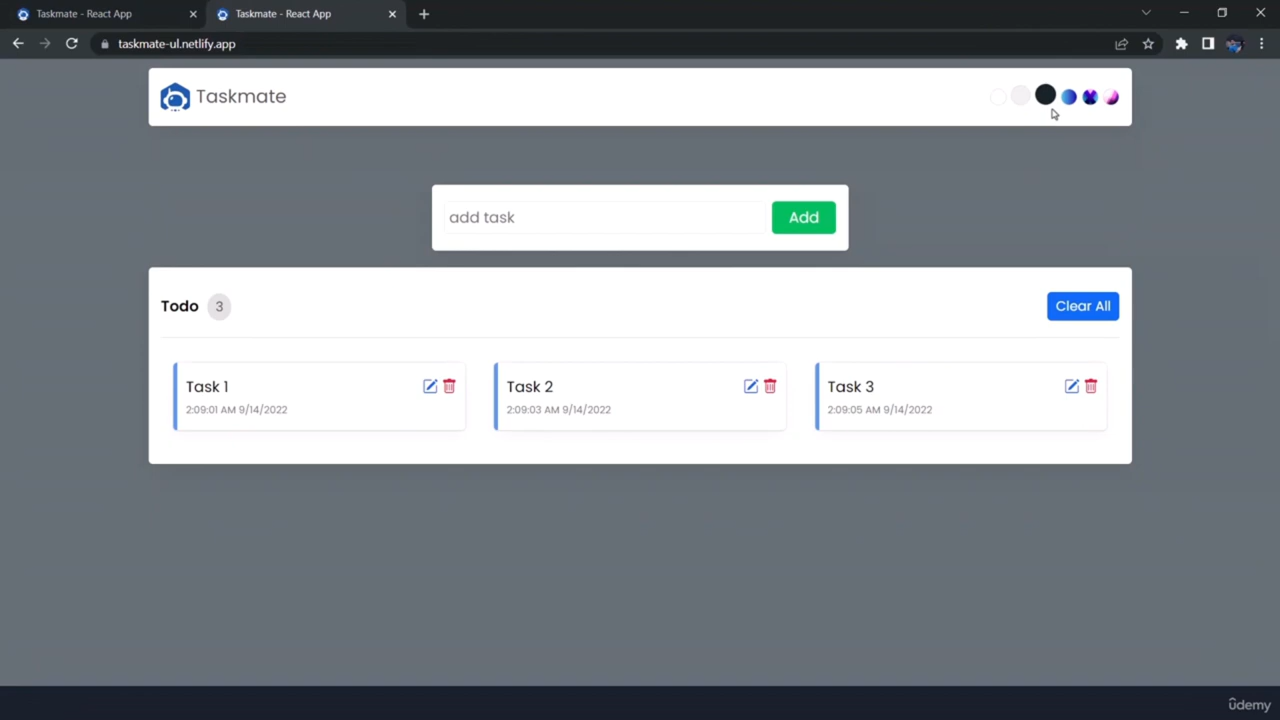 Taskmate - React App
Taskmate - React App
taskmate-ul.netlify.app
Taskmate
add task
Add
Todo 3
Clear All
Task 1
2:09:01 AM 9/14/2022
Task 2
2:09:03 AM 9/14/2022
Task 3
2:09:05 AM 9/14/2022
ûdemy